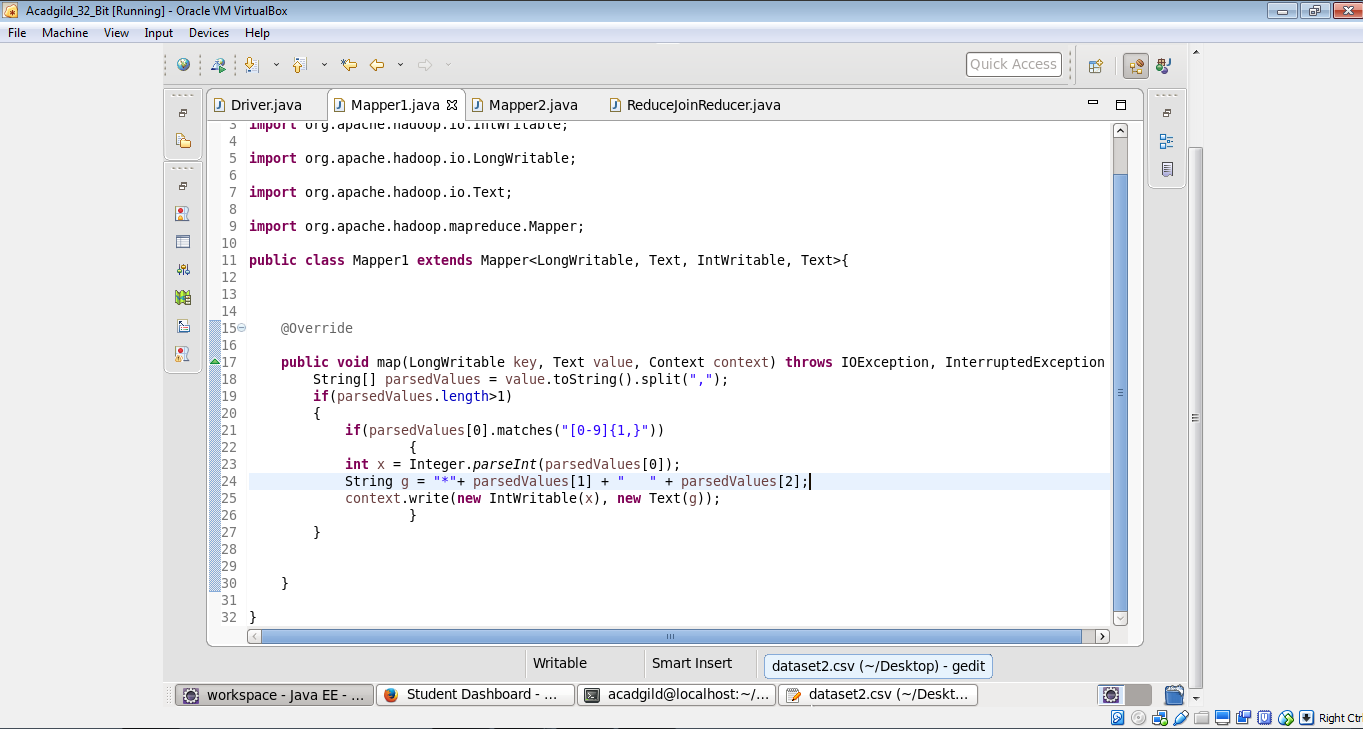 Acadgild_32_Bit [Running] - Oracle VM VirtualBox
File Machine View Input Devices Help
Quick Access
Driver.java Mapper1.java Mapper2.java ReduceJoinReducer.java
3 import org.apache.hadoop.io.IntWritable;
4
5 import org.apache.hadoop.io.LongWritable;
6
7 import org.apache.hadoop.io.Text;
8
9 import org.apache.hadoop.mapreduce.Mapper;
10
11 public class Mapper1 extends Mapper<LongWritable, Text, IntWritable, Text>{
12
13
14
15     @Override
16
17     public void map(LongWritable key, Text value, Context context) throws IOException, InterruptedException
18         String[] parsedValues = value.toString().split(",");
19         if(parsedValues.length>1)
20         {
21             if(parsedValues[0].matches("[0-9]{1,}"))
22                     {
23             int x = Integer.parseInt(parsedValues[0]);
24             String g = "*"+ parsedValues[1] + "   " + parsedValues[2];
25             context.write(new IntWritable(x), new Text(g));
26                     }
27         }
28
29
30     }
31
32 }
Writable Smart Insert dataset2.csv (~/Desktop) - gedit
workspace - Java EE - ... Student Dashboard - ... acadgild@localhost:~/... dataset2.csv (~/Deskt...
Right Ctrl